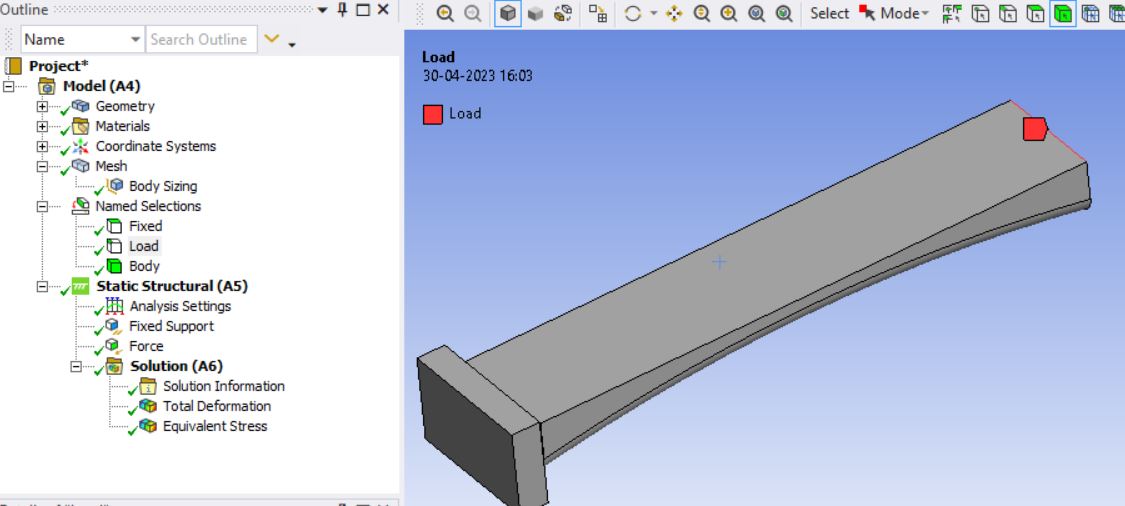 Outline
Name
Search Outline
Select
Mode
Project*
Model (A4)
Geometry
Materials
Coordinate Systems
Mesh
Body Sizing
Named Selections
Fixed
Load
Body
Static Structural (A5)
Analysis Settings
Fixed Support
Force
Solution (A6)
Solution Information
Total Deformation
Equivalent Stress
Load
30-04-2023 16:03
Load